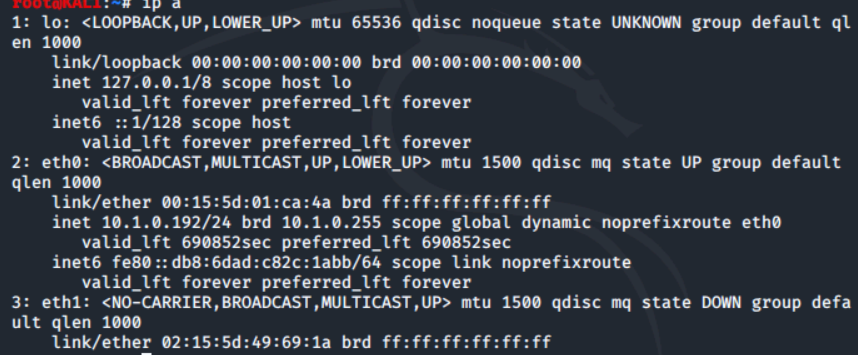 root@KALI:~# ip a
1: lo: <LOOPBACK,UP,LOWER_UP> mtu 65536 qdisc noqueue state UNKNOWN group default ql
en 1000
    link/loopback 00:00:00:00:00:00 brd 00:00:00:00:00:00
    inet 127.0.0.1/8 scope host lo
       valid_lft forever preferred_lft forever
    inet6 ::1/128 scope host
       valid_lft forever preferred_lft forever
2: eth0: <BROADCAST,MULTICAST,UP,LOWER_UP> mtu 1500 qdisc mq state UP group default
qlen 1000
    link/ether 00:15:5d:01:ca:4a brd ff:ff:ff:ff:ff:ff
    inet 10.1.0.192/24 brd 10.1.0.255 scope global dynamic noprefixroute eth0
       valid_lft 690852sec preferred_lft 690852sec
    inet6 fe80::db8:6dad:c82c:1abb/64 scope link noprefixroute
       valid_lft forever preferred_lft forever
3: eth1: <NO-CARRIER,BROADCAST,MULTICAST,UP> mtu 1500 qdisc mq state DOWN group defa
ult qlen 1000
    link/ether 02:15:5d:49:69:1a brd ff:ff:ff:ff:ff:ff